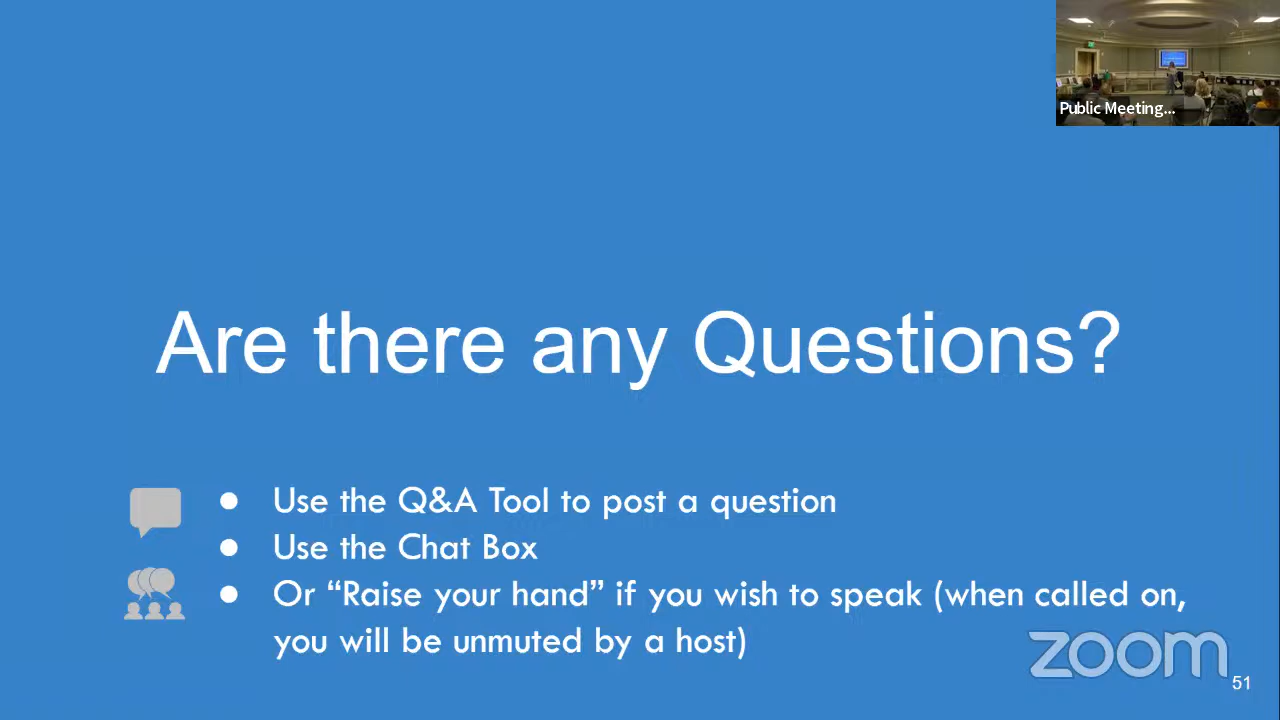 Public Meeting...
Are there any Questions?
● Use the Q&A Tool to post a question
● Use the Chat Box
● Or “Raise your hand” if you wish to speak (when called on,
you will be unmuted by a host)
zoom
51